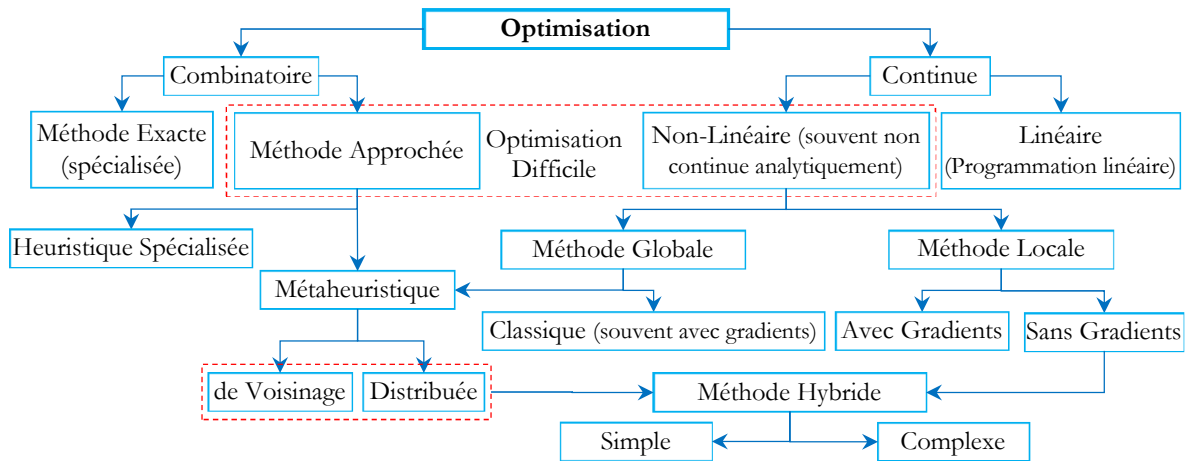 Optimisation
Combinatoire
Continue
Méthode Exacte
(spécialisée)
Méthode Approchée
Optimisation
Difficile
Non-Linéaire (souvent non
continue analytiquement)
Linéaire
(Programmation linéaire)
Heuristique Spécialisée
Méthode Globale
Méthode Locale
Métaheuristique
Classique (souvent avec gradients)
Avec Gradients
Sans Gradients
de Voisinage
Distribuée
Méthode Hybride
Simple
Complexe